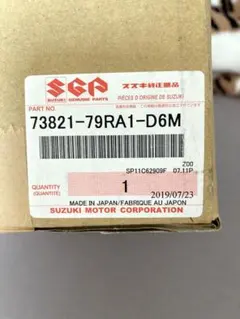 SGP
SUZUKI GENUINE PARTS
スズキ純正部品
PIÈCES D'ORIGINE DE SUZUKI
PART NO.
73821-79RA1-D6M
Z00
SP11C62909F 07.11P
QUANTITY
(QUANTITÉ)
1
2019/07/23
MADE IN JAPAN/FABRIQUÉ AU JAPON
SUZUKI MOTOR CORPORATION